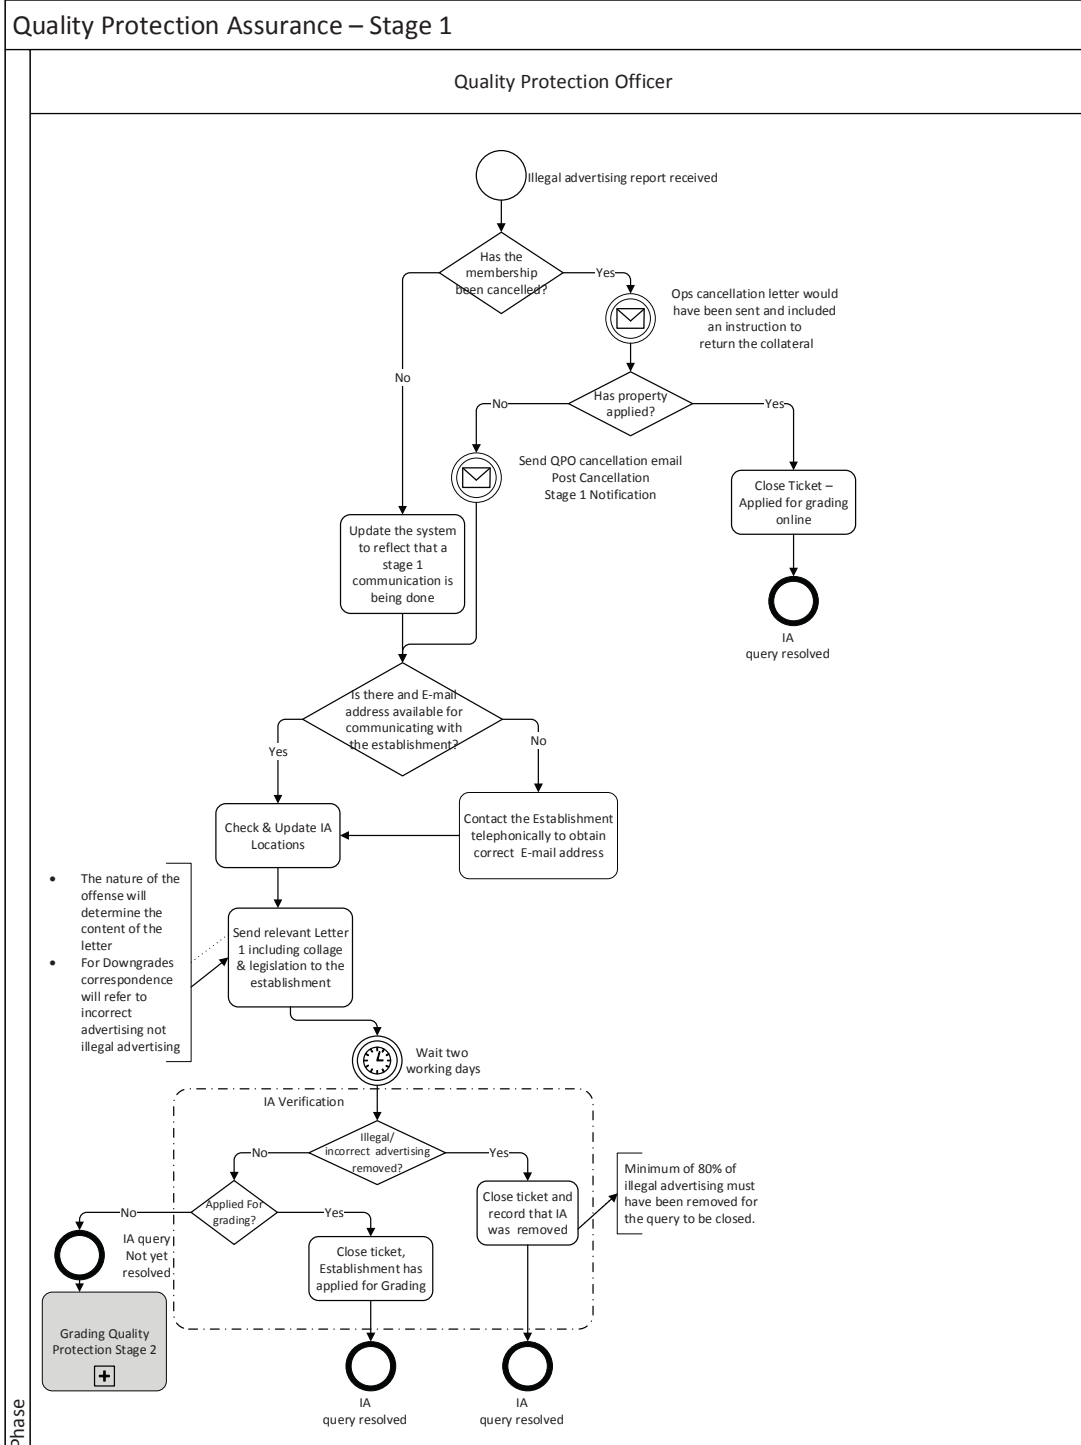 Quality Protection Assurance – Stage 1
Quality Protection Officer
Illegal advertising report received
Has the
membership
been cancelled?
Yes
Ops cancellation letter would
have been sent and included
an instruction to
return the collateral
No
Has property
applied?
No
Yes
Send QPO cancellation email
Post Cancellation
Stage 1 Notification
Close Ticket –
Applied for grading
online
Update the system
to reflect that a
stage 1
communication is
being done
IA
query resolved
Is there and E-mail
address available for
communicating with
the establishment?
Yes
No
Check & Update IA
Locations
Contact the Establishment
telephonically to obtain
correct E-mail address
• The nature of the
offense will
determine the
content of the
letter
• For Downgrades
correspondence
will refer to
incorrect
advertising not
illegal advertising
Send relevant Letter
1 including collage
& legislation to the
establishment
Wait two
working days
IA Verification
Illegal/
incorrect advertising
removed?
No
Yes
Minimum of 80% of
illegal advertising must
have been removed for
the query to be closed.
Close ticket and
record that IA
was removed
Applied For
grading?
No
Yes
IA query
Not yet
resolved
Close ticket,
Establishment has
applied for Grading
Grading Quality
Protection Stage 2
IA
query resolved
IA
query resolved
Phase